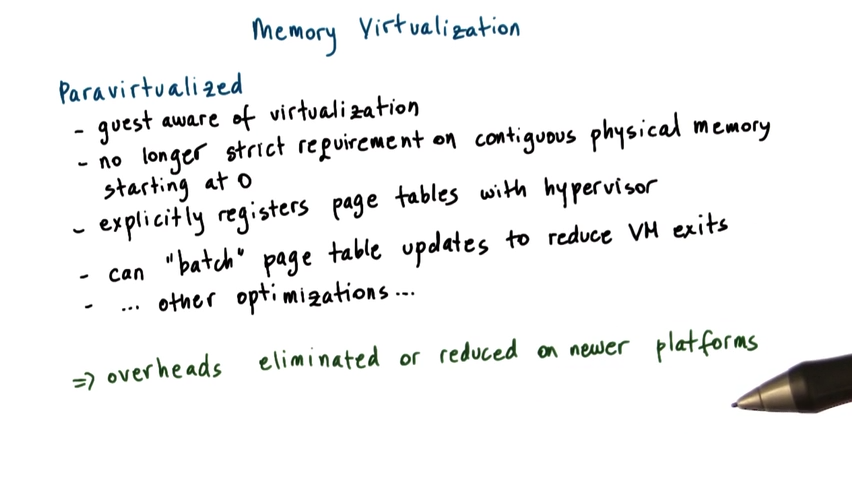 Memory Virtualization
Paravirtualized
- guest aware of virtualization
- no longer strict requirement on contiguous physical memory
starting at 0
- explicitly registers page tables with hypervisor
- can "batch" page table updates to reduce VM exits
- ... other optimizations...
=> overheads eliminated or reduced on newer platforms